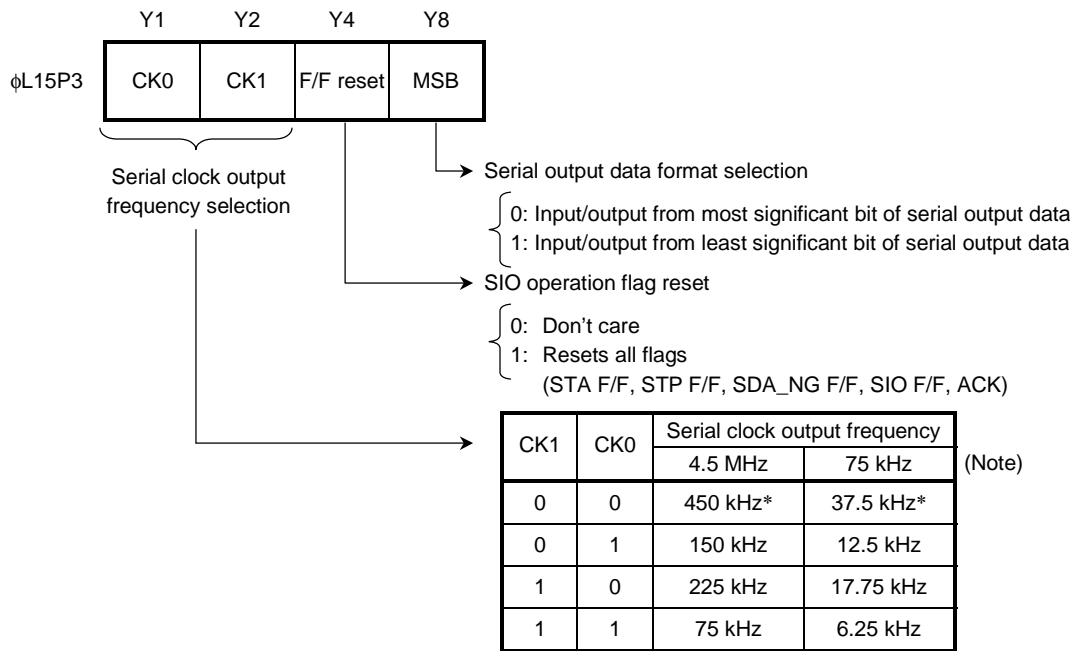 Y1 Y2 Y4 Y8
ϕL15P3 CK0 CK1 F/F reset MSB
Serial clock output
frequency selection
Serial output data format selection
0: Input/output from most significant bit of serial output data
1: Input/output from least significant bit of serial output data
SIO operation flag reset
0: Don't care
1: Resets all flags
(STA F/F, STP F/F, SDA_NG F/F, SIO F/F, ACK)
CK1 CK0 Serial clock output frequency
4.5 MHz 75 kHz (Note)
0 0 450 kHz* 37.5 kHz*
0 1 150 kHz 12.5 kHz
1 0 225 kHz 17.75 kHz
1 1 75 kHz 6.25 kHz